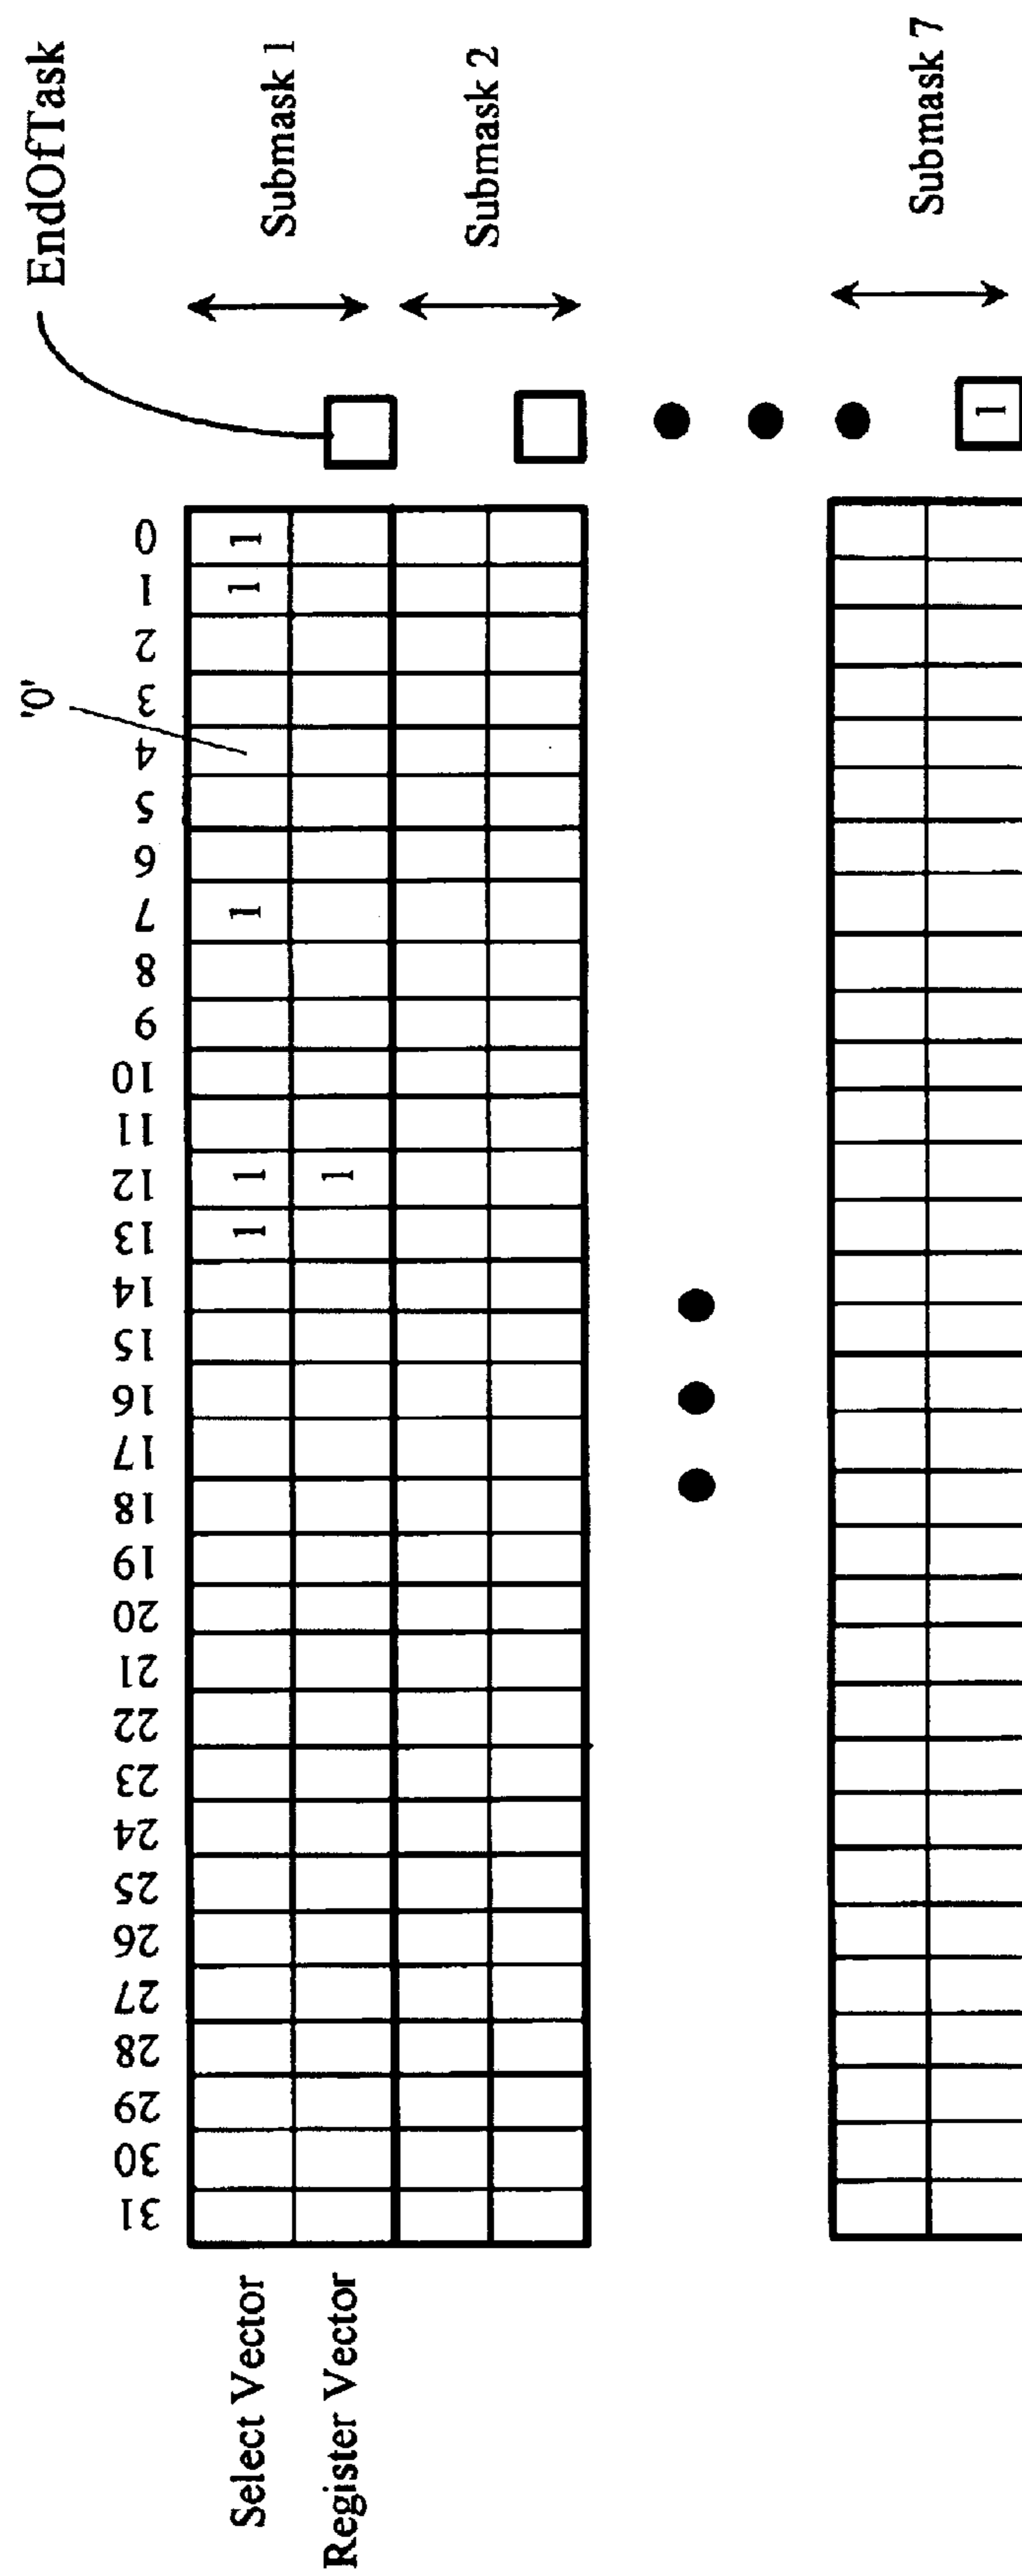 '0'
EndOfTask
31 30 29 28 27 26 25 24 23 22 21 20 19 18 17 16 15 14 13 12 11 10 9 8 7 6 5 4 3 2 1 0
Select Vector 1 1 1 1 1
Submask 1
Register Vector 1
Submask 2
Submask 7
1